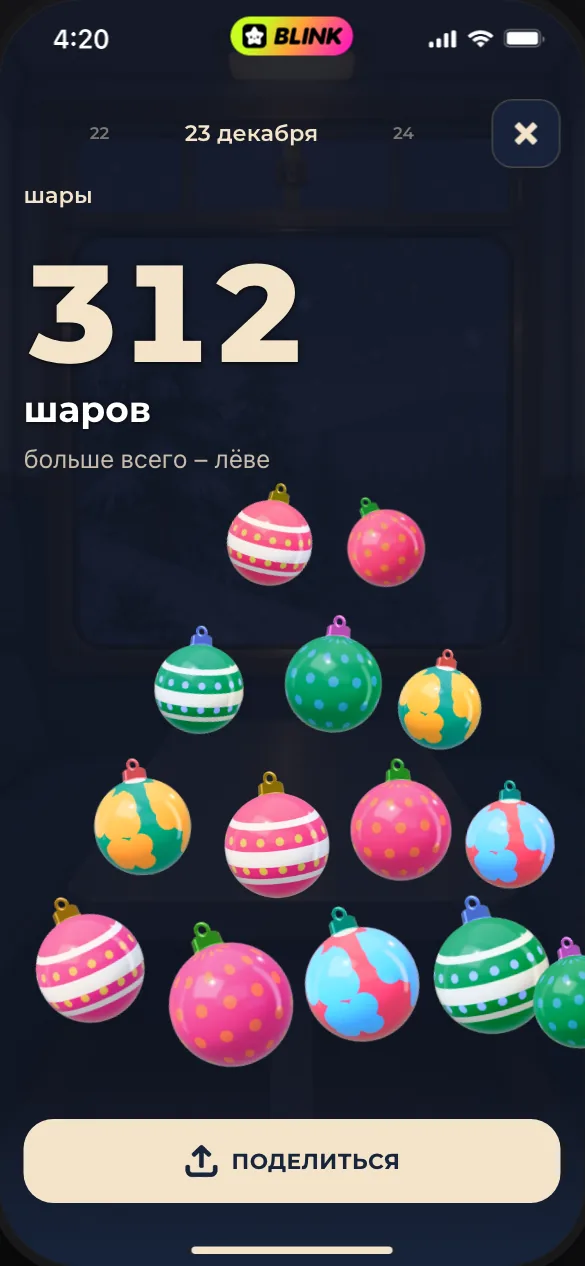 4:20
BLINK
22 23 декабря 24
шары
312
шаров
больше всего – лёве
ПОДЕЛИТЬСЯ